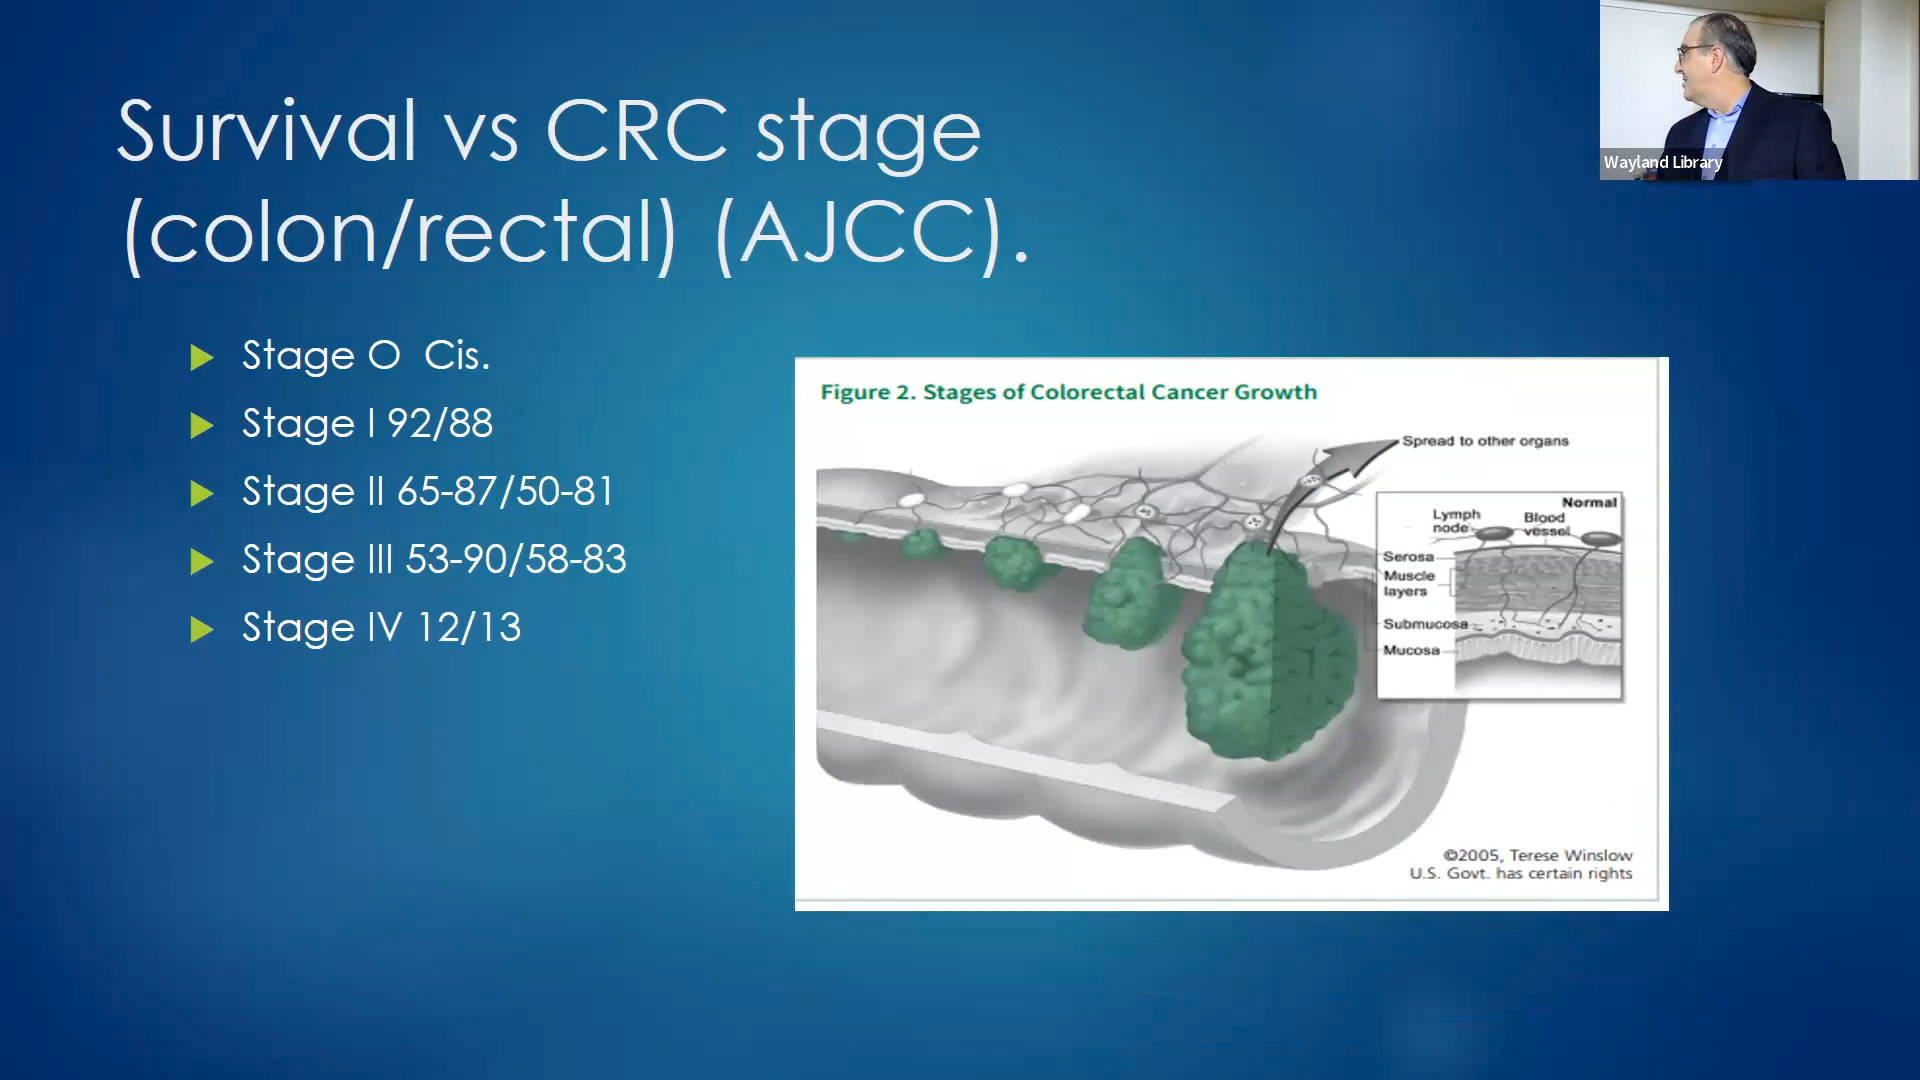 Survival vs CRC stage
(colon/rectal) (AJCC).
Stage O Cis.
Stage I 92/88
Stage II 65-87/50-81
Stage III 53-90/58-83
Stage IV 12/13
Figure 2. Stages of Colorectal Cancer Growth
Spread to other organs
Normal
Lymph
node
Blood
vessel
Serosa
Muscle
layers
Submucosa
Mucosa
©2005, Terese Winslow
U.S. Govt. has certain rights
Wayland Library